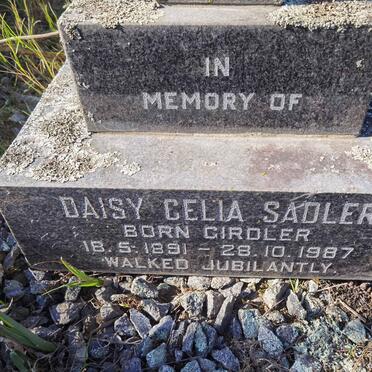 IN
MEMORY OF
DAISY CELIA SADLER
BORN GIRDLER
18.5.1891 - 28.10.1987
WALKED JUBILANTLY